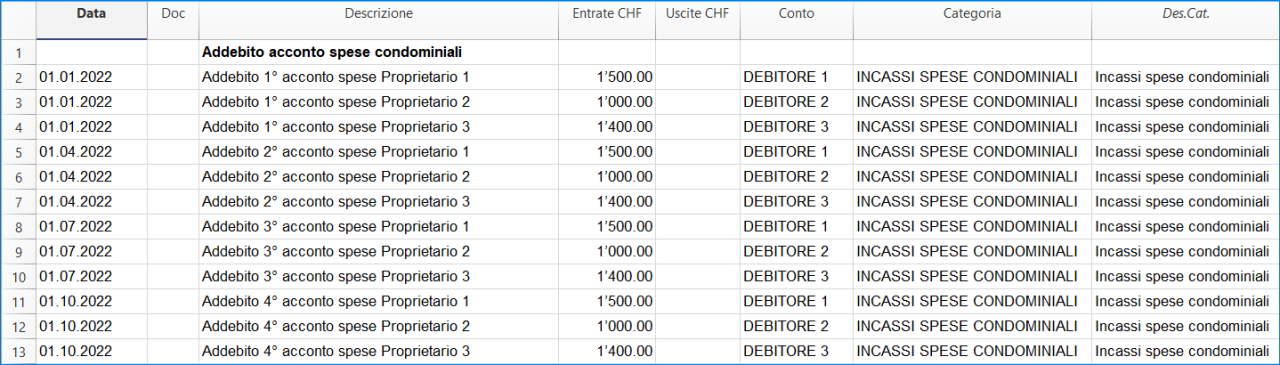 Data Doc Descrizione Entrate CHF Uscite CHF Conto Categoria Des.Cat.
1 Addebito acconto spese condominiali
2 01.01.2022 Addebito 1° acconto spese Proprietario 1 1’500.00 DEBITORE 1 INCASSI SPESE CONDOMINIALI Incassi spese condominiali
3 01.01.2022 Addebito 1° acconto spese Proprietario 2 1’000.00 DEBITORE 2 INCASSI SPESE CONDOMINIALI Incassi spese condominiali
4 01.01.2022 Addebito 1° acconto spese Proprietario 3 1’400.00 DEBITORE 3 INCASSI SPESE CONDOMINIALI Incassi spese condominiali
5 01.04.2022 Addebito 2° acconto spese Proprietario 1 1’500.00 DEBITORE 1 INCASSI SPESE CONDOMINIALI Incassi spese condominiali
6 01.04.2022 Addebito 2° acconto spese Proprietario 2 1’000.00 DEBITORE 2 INCASSI SPESE CONDOMINIALI Incassi spese condominiali
7 01.04.2022 Addebito 2° acconto spese Proprietario 3 1’400.00 DEBITORE 3 INCASSI SPESE CONDOMINIALI Incassi spese condominiali
8 01.07.2022 Addebito 3° acconto spese Proprietario 1 1’500.00 DEBITORE 1 INCASSI SPESE CONDOMINIALI Incassi spese condominiali
9 01.07.2022 Addebito 3° acconto spese Proprietario 2 1’000.00 DEBITORE 2 INCASSI SPESE CONDOMINIALI Incassi spese condominiali
10 01.07.2022 Addebito 3° acconto spese Proprietario 3 1’400.00 DEBITORE 3 INCASSI SPESE CONDOMINIALI Incassi spese condominiali
11 01.10.2022 Addebito 4° acconto spese Proprietario 1 1’500.00 DEBITORE 1 INCASSI SPESE CONDOMINIALI Incassi spese condominiali
12 01.10.2022 Addebito 4° acconto spese Proprietario 2 1’000.00 DEBITORE 2 INCASSI SPESE CONDOMINIALI Incassi spese condominiali
13 01.10.2022 Addebito 4° acconto spese Proprietario 3 1’400.00 DEBITORE 3 INCASSI SPESE CONDOMINIALI Incassi spese condominiali